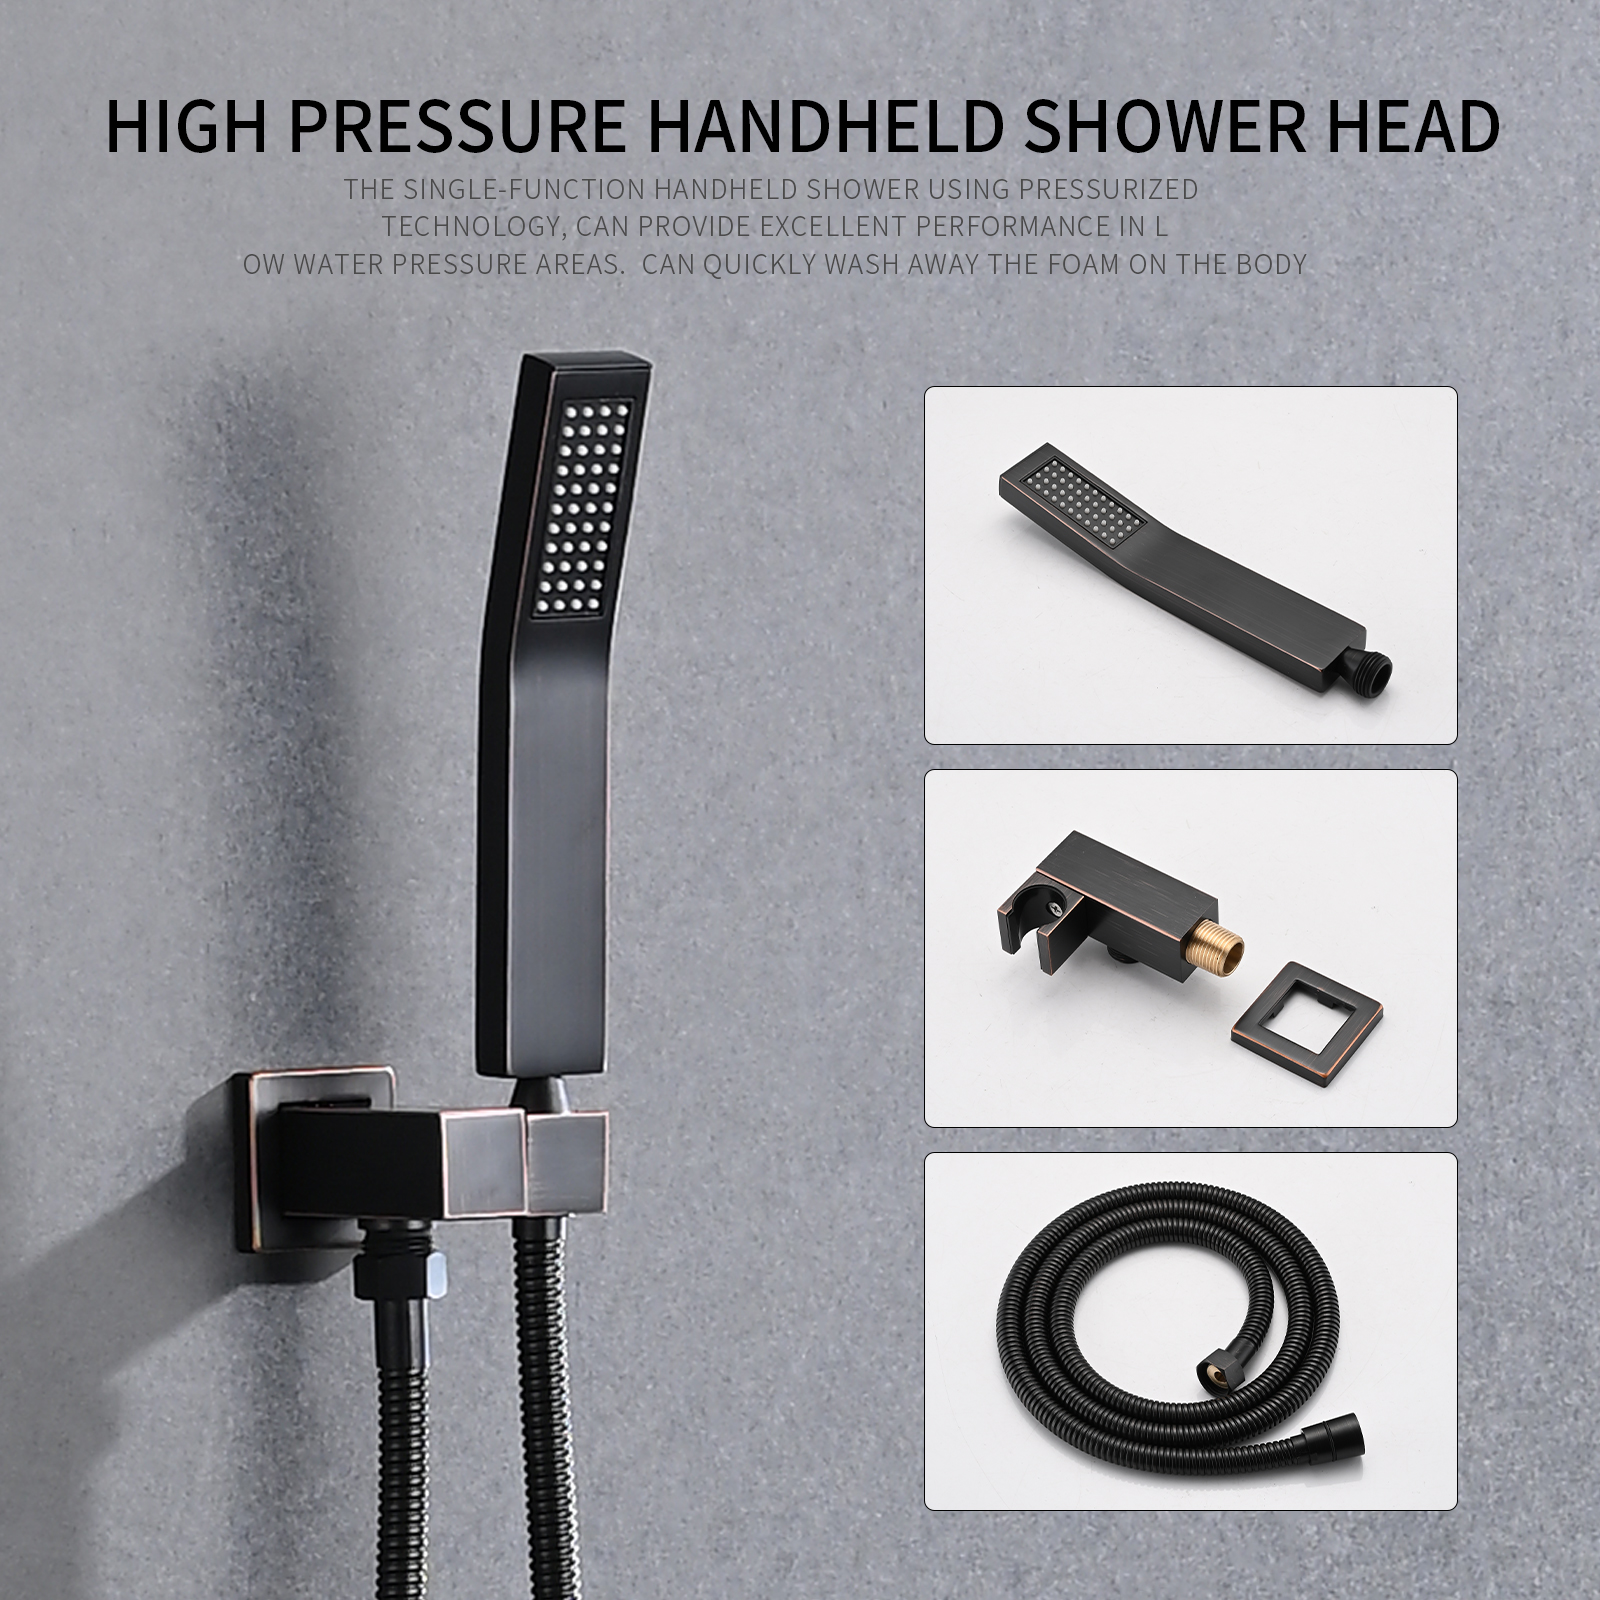 HIGH PRESSURE HANDHELD SHOWER HEAD
THE SINGLE-FUNCTION HANDHELD SHOWER USING PRESSURIZED
TECHNOLOGY, CAN PROVIDE EXCELLENT PERFORMANCE IN L
OW WATER PRESSURE AREAS.  CAN QUICKLY WASH AWAY THE FOAM ON THE BODY